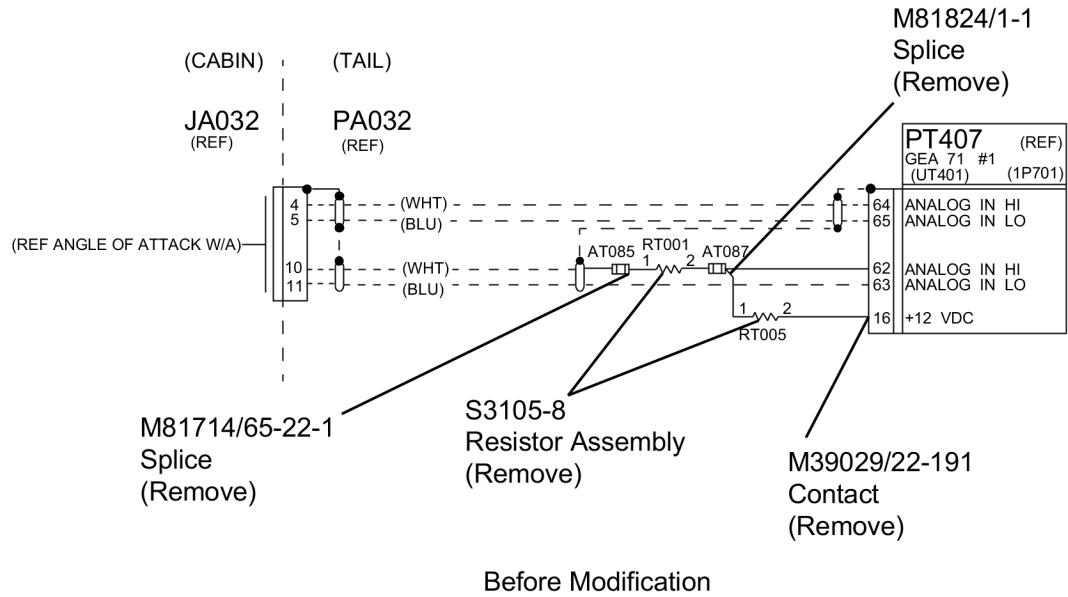 M81824/1-1
Splice
(Remove)
(CABIN)
(TAIL)
JA032
(REF)
PA032
(REF)
PT407 (REF)
GEA 71 #1
(UT401) (1P701)
4 (WHT) 64 ANALOG IN HI
5 (BLU) 65 ANALOG IN LO
(REF ANGLE OF ATTACK W/A)
AT085 RT001 AT087
10 (WHT) 1 2 62 ANALOG IN HI
11 (BLU) 63 ANALOG IN LO
1 2 16 +12 VDC
RT005
M81714/65-22-1
Splice
(Remove)
S3105-8
Resistor Assembly
(Remove)
M39029/22-191
Contact
(Remove)
Before Modification